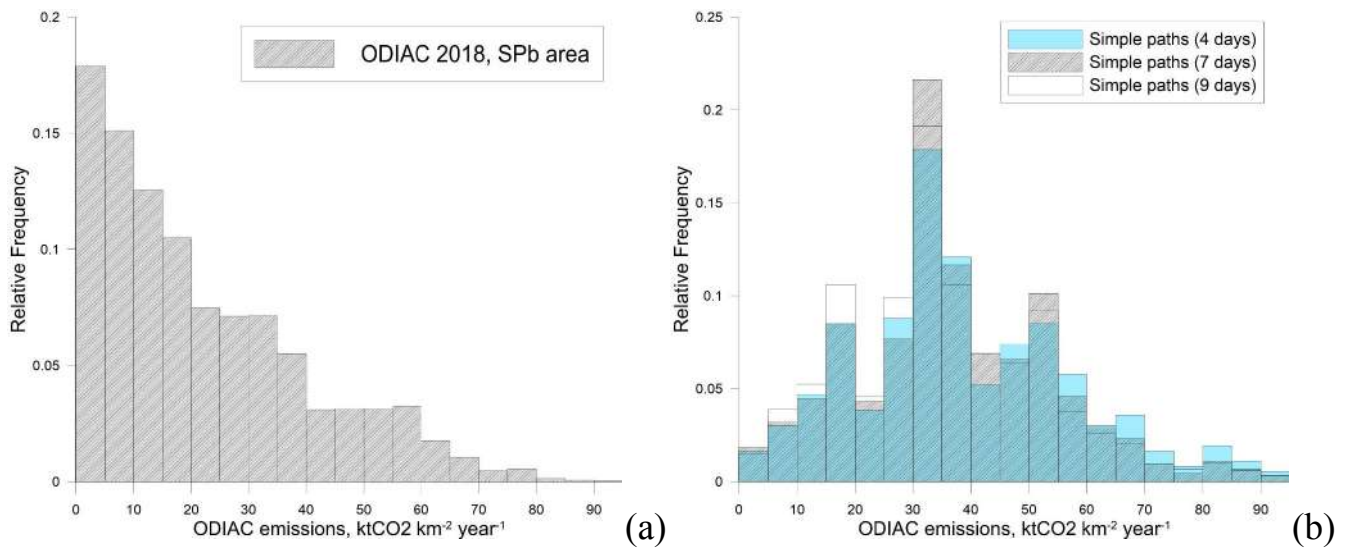 0.2
ODIAC 2018, SPb area
0.15
0.1
0.05
0
Relative Frequency
0 10 20 30 40 50 60 70 80 90
ODIAC emissions, ktCO2 km⁻² year⁻¹
(a)
0.25
Simple paths (4 days)
Simple paths (7 days)
Simple paths (9 days)
0.2
0.15
0.1
0.05
0
Relative Frequency
0 10 20 30 40 50 60 70 80 90
ODIAC emissions, ktCO2 km⁻² year⁻¹
(b)